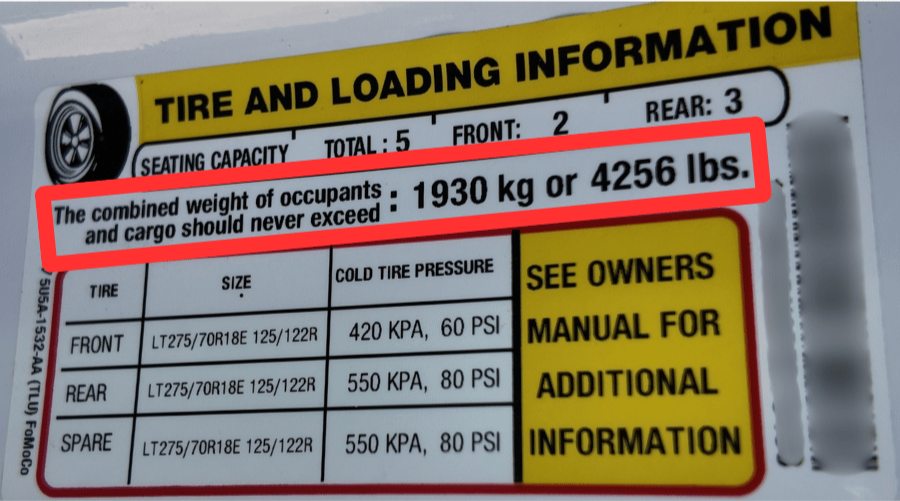 TIRE AND LOADING INFORMATION
SEATING CAPACITY TOTAL : 5 FRONT: 2 REAR: 3
The combined weight of occupants
and cargo should never exceed : 1930 kg or 4256 lbs.
TIRE SIZE COLD TIRE PRESSURE
FRONT LT275/70R18E 125/122R 420 KPA, 60 PSI
REAR LT275/70R18E 125/122R 550 KPA, 80 PSI
SPARE LT275/70R18E 125/122R 550 KPA, 80 PSI
SEE OWNERS
MANUAL FOR
ADDITIONAL
INFORMATION
5U5A-1532-AA (TLU) FoMoCo